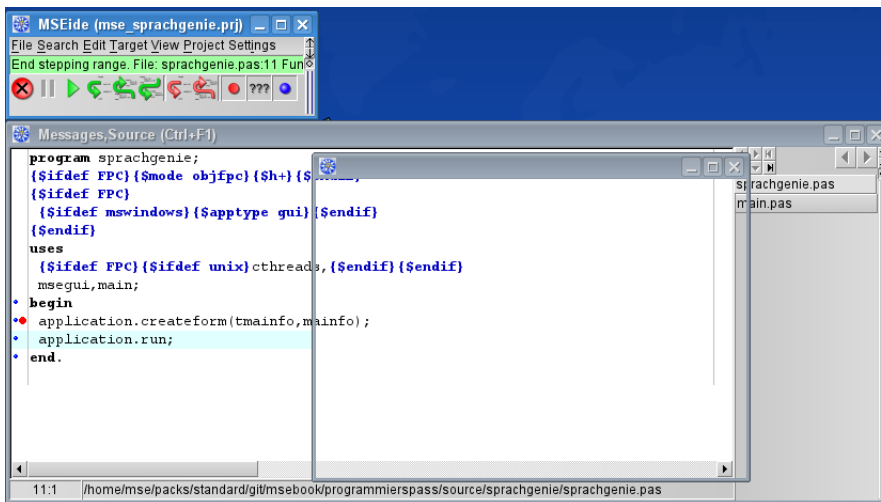 MSEide (mse_sprachgenie.prj)
File Search Edit Target View Project Settings
End stepping range. File: sprachgenie.pas:11 Fun
???
Messages,Source (Ctrl+F1)
program sprachgenie;
{$ifdef FPC}{$mode objfpc}{$h+}{$
{$ifdef FPC}
{$ifdef mswindows}{$apptype gui}{$endif}
{$endif}
uses
{$ifdef FPC}{$ifdef unix}cthreads,{$endif}{$endif}
msegui,main;
begin
application.createform(tmainfo,mainfo);
application.run;
end.
sprachgenie.pas
main.pas
11:1 /home/mse/packs/standard/git/msebook/programmierspass/source/sprachgenie/sprachgenie.pas